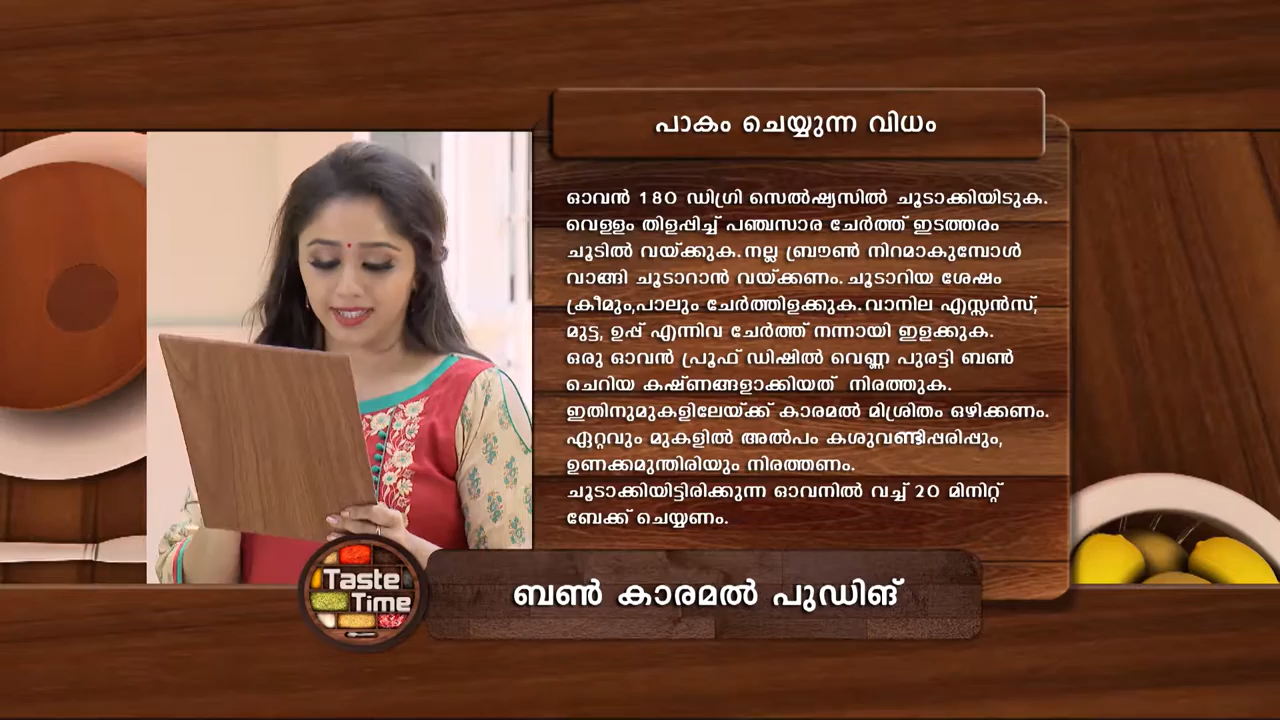 പാകം ചെയ്യുന്ന വിധം
ഓവൻ 180 ഡിഗ്രി സെൽഷ്യസിൽ ചൂടാക്കിയിടുക.
വെള്ളം തിളപ്പിച്ച് പഞ്ചസാര ചേർത്ത് ഇടത്തരം
ചൂടിൽ വയ്ക്കുക. നല്ല ബ്രൗൺ നിറമാകുമ്പോൾ
വാങ്ങി ചൂടാറാൻ വയ്ക്കണം. ചൂടാറിയ ശേഷം
ക്രീമും,പാലും ചേർത്തിളക്കുക. വാനില എസ്സൻസ്,
മുട്ട, ഉപ്പ് എന്നിവ ചേർത്ത് നന്നായി ഇളക്കുക.
ഒരു ഓവൻ പ്രൂഫ് ഡിഷിൽ വെണ്ണ പുരട്ടി ബൺ
ചെറിയ കഷ്ണങ്ങളാക്കിയത് നിരത്തുക.
ഇതിനുമുകളിലേയ്ക്ക് കാരമൽ മിശ്രിതം ഒഴിക്കണം.
ഏറ്റവും മുകളിൽ അൽപം കശുവണ്ടിപ്പരിപ്പും,
ഉണക്കമുന്തിരിയും നിരത്തണം.
ചൂടാക്കിയിട്ടിരിക്കുന്ന ഓവനിൽ വച്ച് 20 മിനിറ്റ്
ബേക്ക് ചെയ്യണം.
Taste
Time
ബൺ കാരമൽ പുഡിങ്